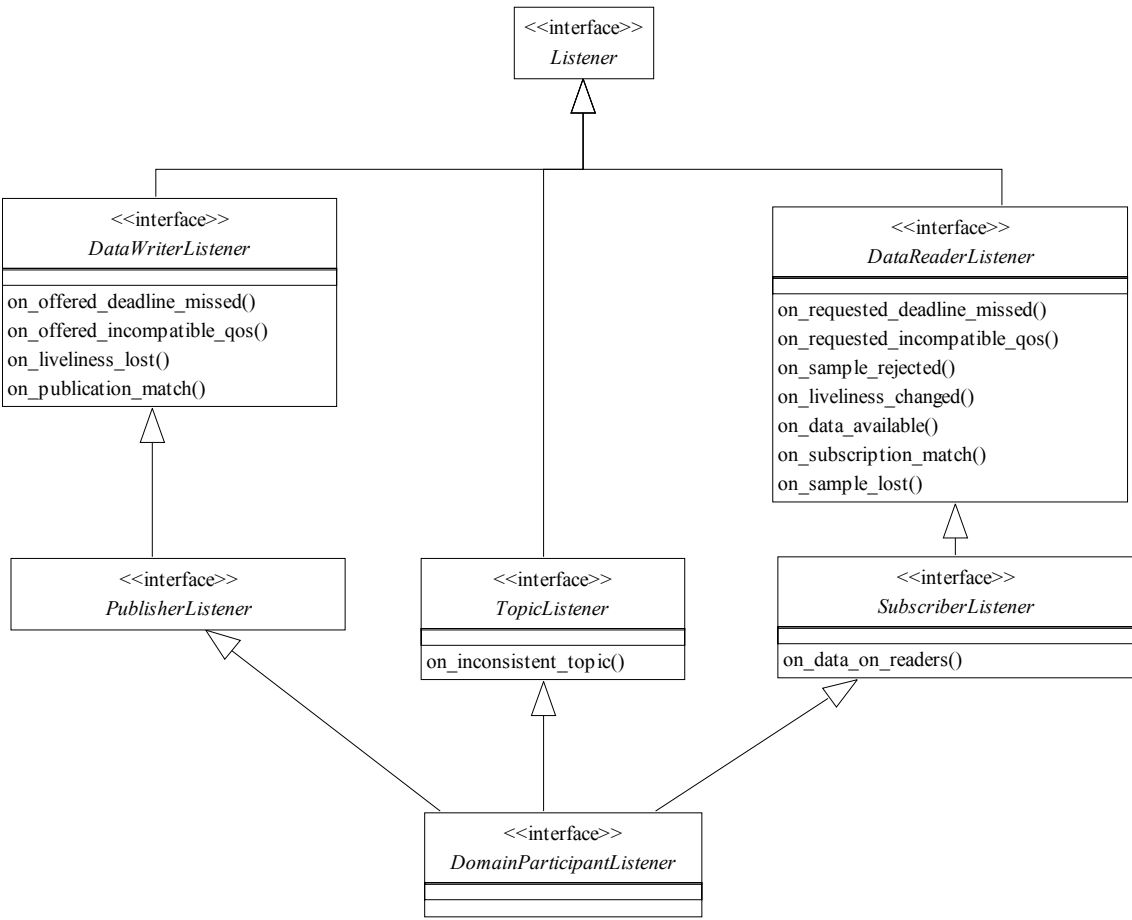 <<interface>>
Listener
<<interface>>
DataWriterListener
on_offered_deadline_missed()
on_offered_incompatible_qos()
on_liveliness_lost()
on_publication_match()
<<interface>>
DataReaderListener
on_requested_deadline_missed()
on_requested_incompatible_qos()
on_sample_rejected()
on_liveliness_changed()
on_data_available()
on_subscription_match()
on_sample_lost()
<<interface>>
PublisherListener
<<interface>>
TopicListener
on_inconsistent_topic()
<<interface>>
SubscriberListener
on_data_on_readers()
<<interface>>
DomainParticipantListener